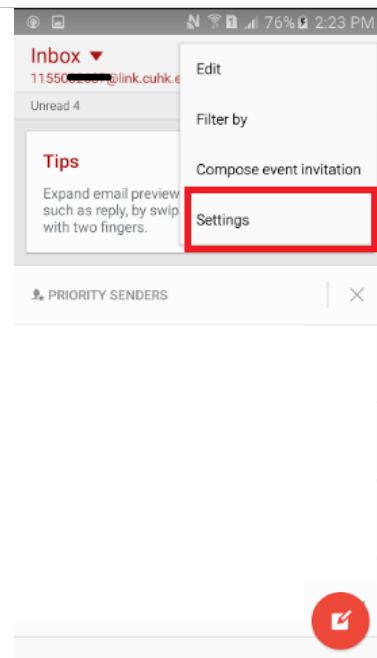 76% 2:23 PM
Inbox
@link.cuhk.e
Unread 4
Edit
Filter by
Compose event invitation
Settings
Tips
Expand email preview
such as reply, by swip
with two fingers.
PRIORITY SENDERS